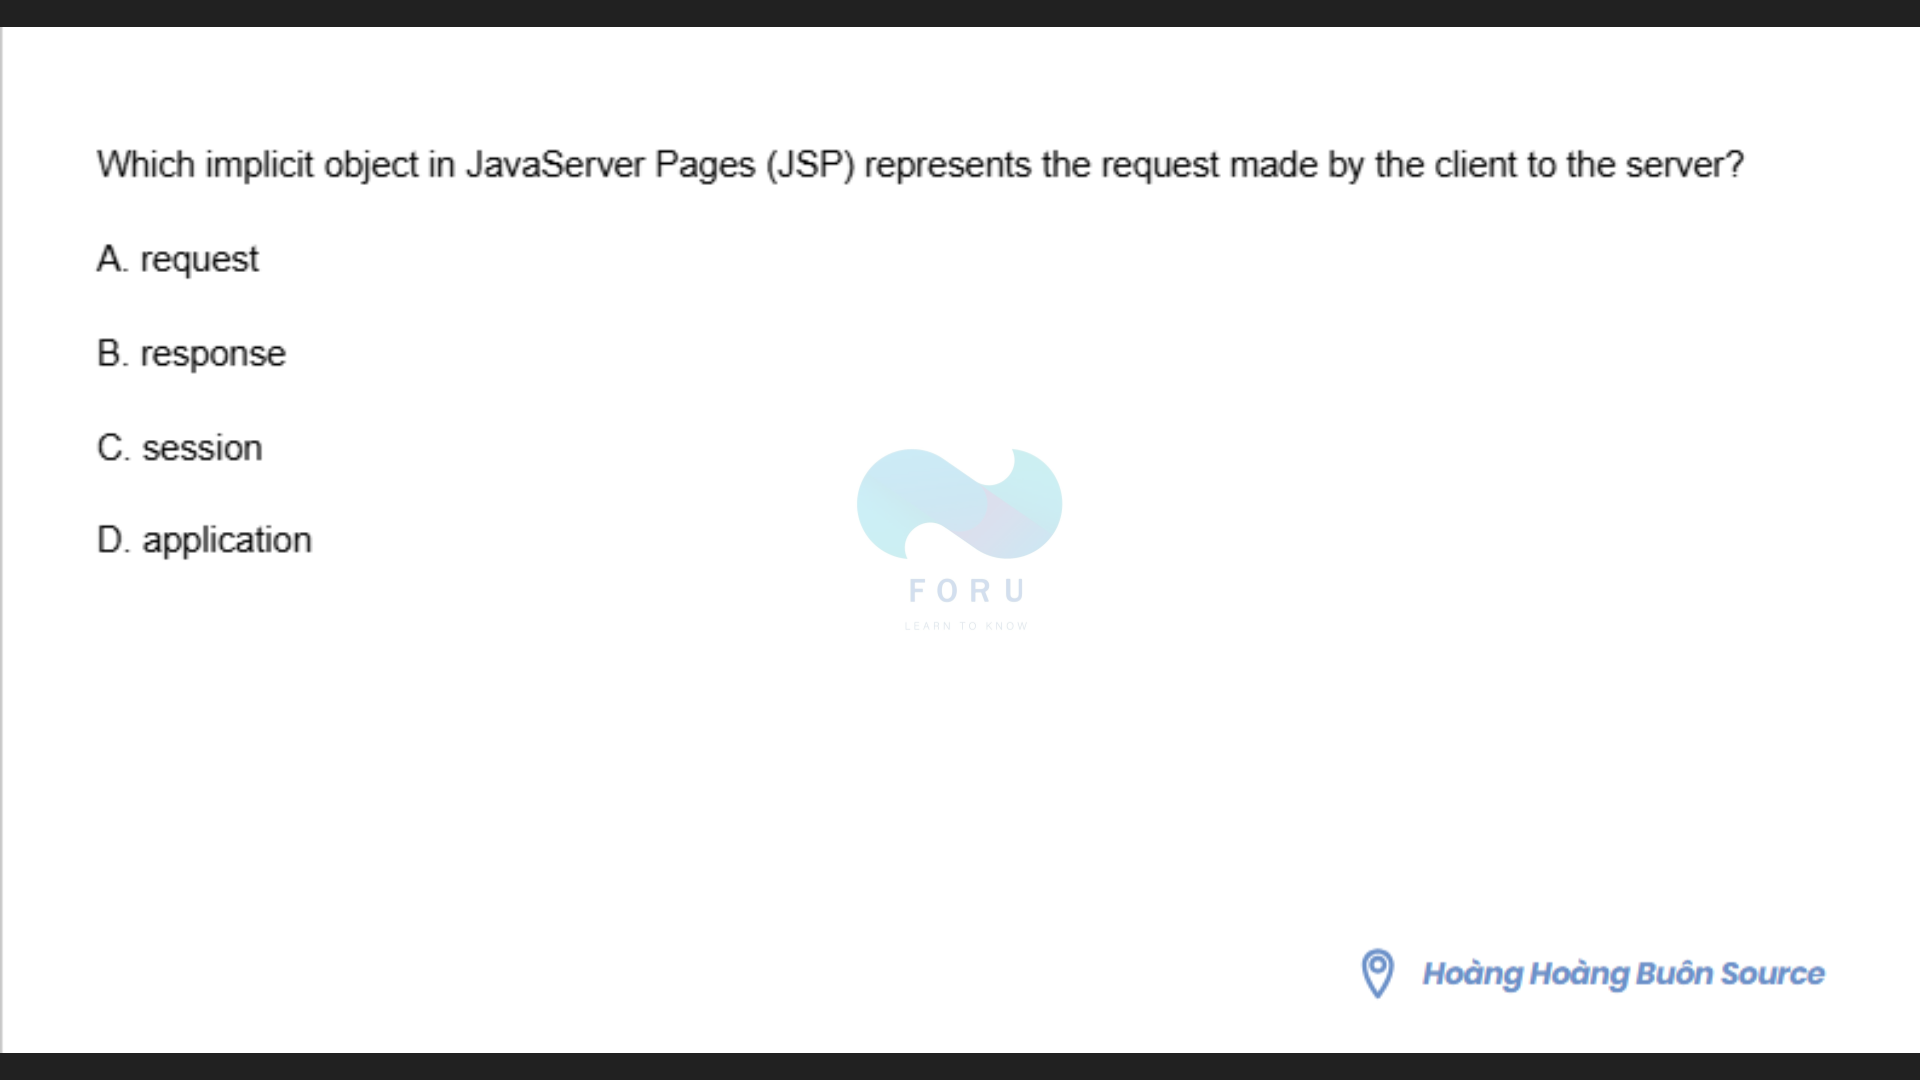 Which implicit object in JavaServer Pages (JSP) represents the request made by the client to the server?
A. request
B. response
C. session
D. application
FORU
LEARN TO KNOW
Hoàng Hoàng Buôn Source